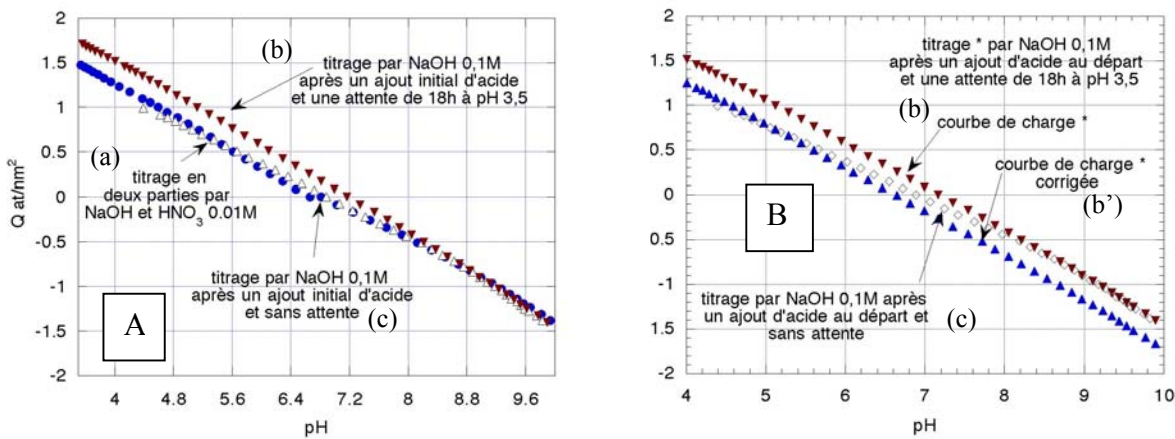 2
1.5
1
0.5
0
-0.5
-1
-1.5
-2
Q at/nm²
4
4.8
5.6
6.4
7.2
8
8.8
9.6
pH
(b)
titrage par NaOH 0,1M
après un ajout initial d'acide
et une attente de 18h à pH 3,5
(a)
titrage en
deux parties par
NaOH et HNO₃ 0.01M
titrage par NaOH 0,1M
après un ajout initial d'acide
et sans attente
(c)
A
2
1.5
1
0.5
0
0.5
1
1.5
2
4
5
6
7
8
9
10
pH
titrage * par NaOH 0,1M
après un ajout d'acide au départ
et une attente de 18h à pH 3,5
(b)
courbe de charge *
courbe de charge *
corrigée
(b’)
B
titrage par NaOH 0,1M après
un ajout d'acide au départ et
sans attente
(c)